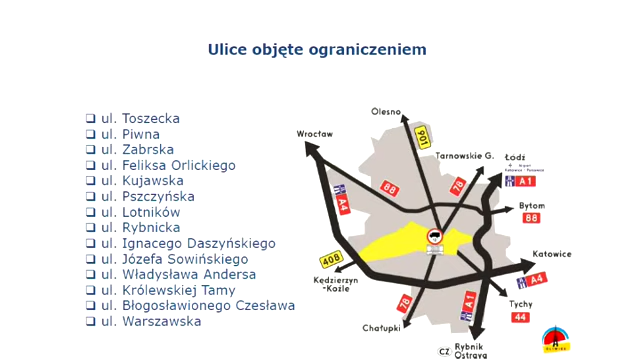 Ulice objęte ograniczeniem
ul. Toszecka
ul. Piwna
ul. Zabrska
ul. Feliksa Orlickiego
ul. Kujawska
ul. Pszczyńska
ul. Lotników
ul. Rybnicka
ul. Ignacego Daszyńskiego
ul. Józefa Sowińskiego
ul. Władysława Andersa
ul. Królewskiej Tamy
ul. Błogosławionego Czesława
ul. Warszawska
Olesno
901
Wrocław
Tarnowskie G.
Łódź
A1
88
78
A4
Bytom
88
408
Katowice
Kędzierzyn
-Koźle
A4
78
A1
Tychy
44
Chałupki
CZ Rybnik
Ostrava